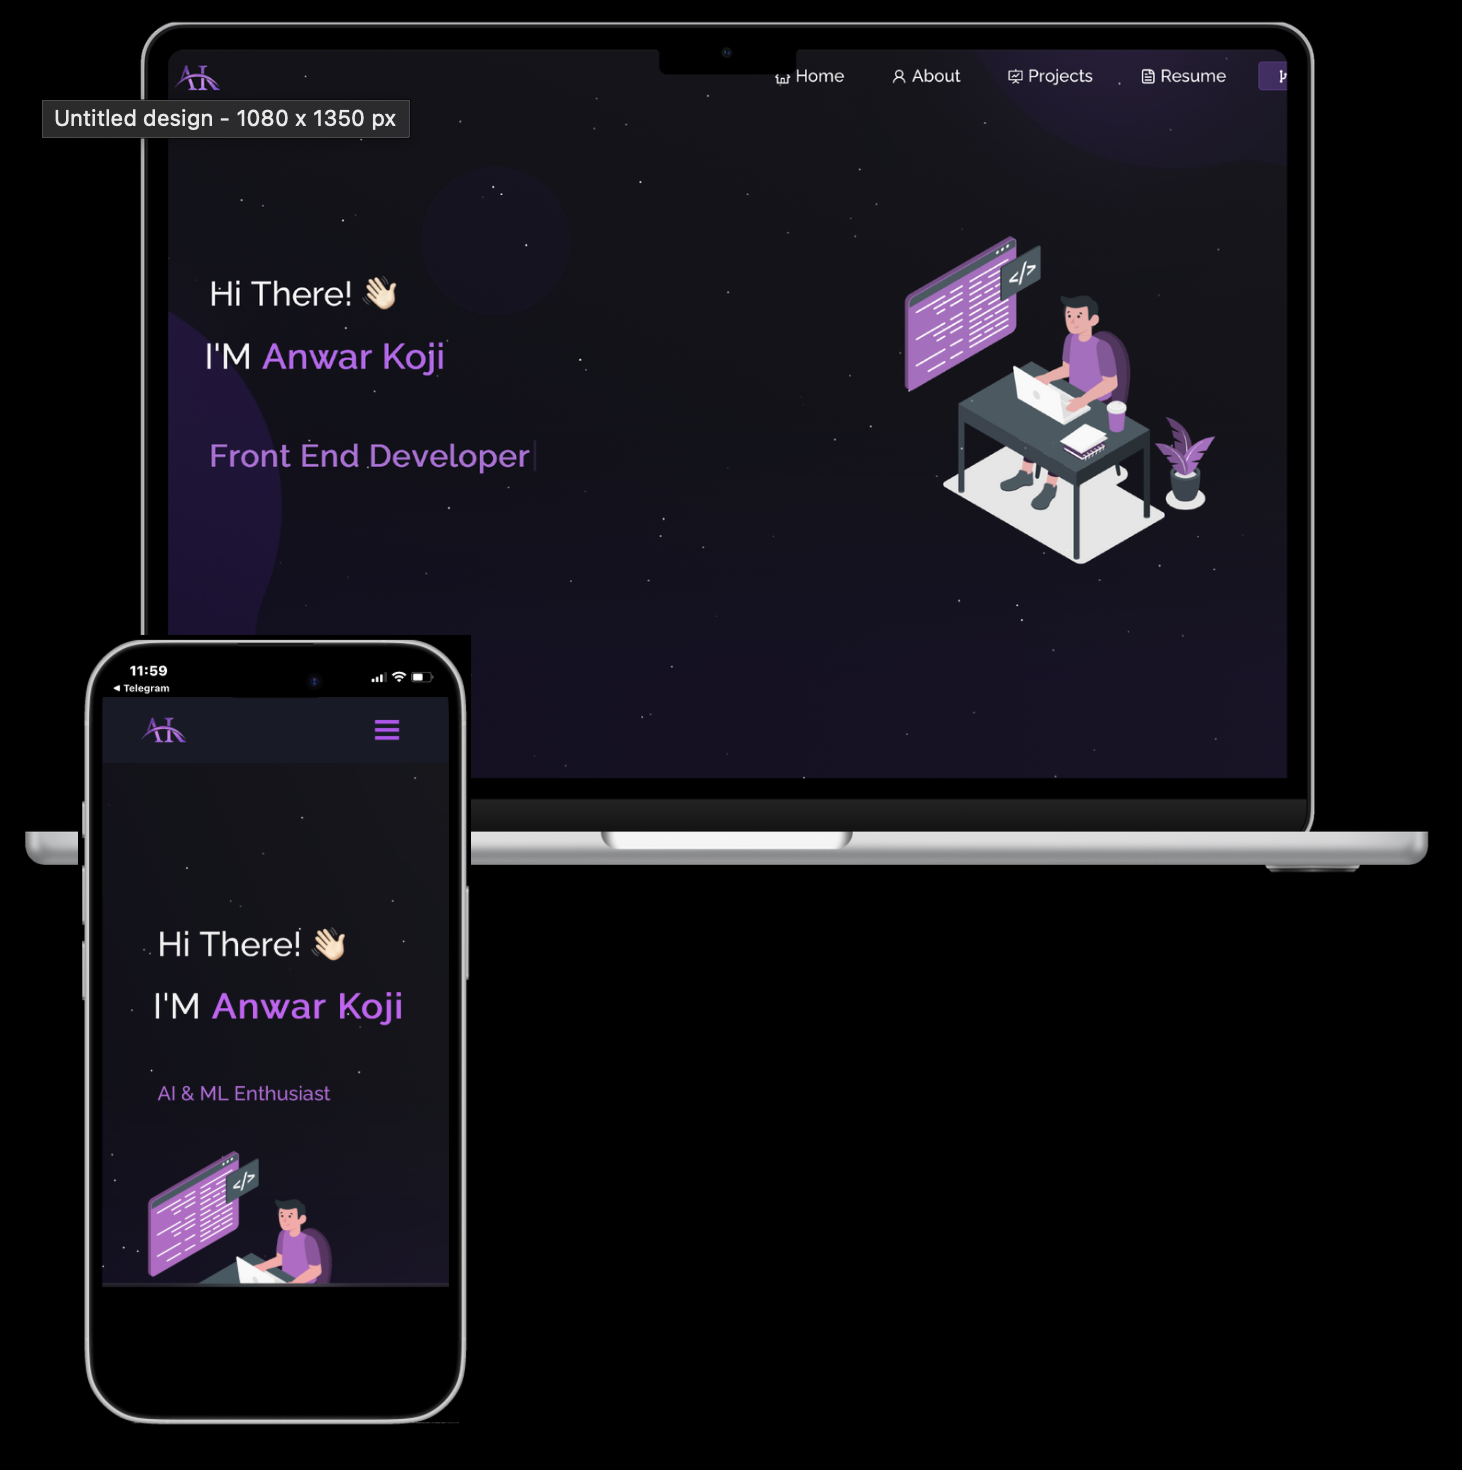 AK
Home About Projects Resume
Untitled design - 1080 x 1350 px
</>
Hi There! 👋🏻
I'M Anwar Koji
Front End Developer
11:59
◀ Telegram
AK
Hi There! 👋🏻
I'M Anwar Koji
AI & ML Enthusiast
</>